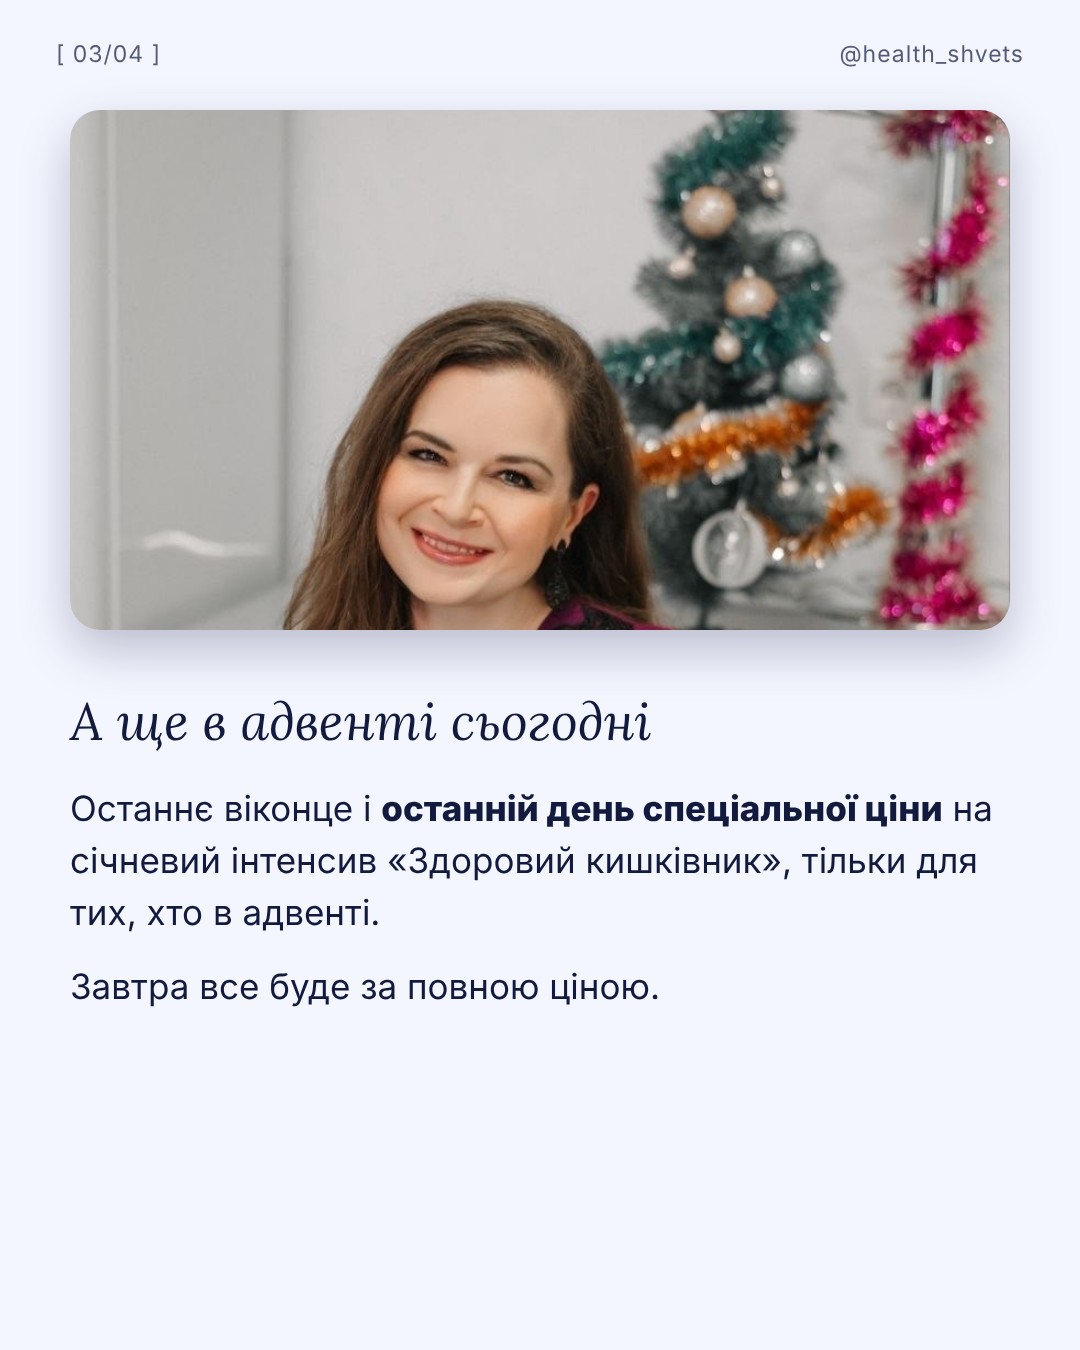 [ 03/04 ]
@health_shvets
А ще в адвенті сьогодні
Останнє віконце і останній день спеціальної ціни на
січневий інтенсив «Здоровий кишківник», тільки для
тих, хто в адвенті.
Завтра все буде за повною ціною.